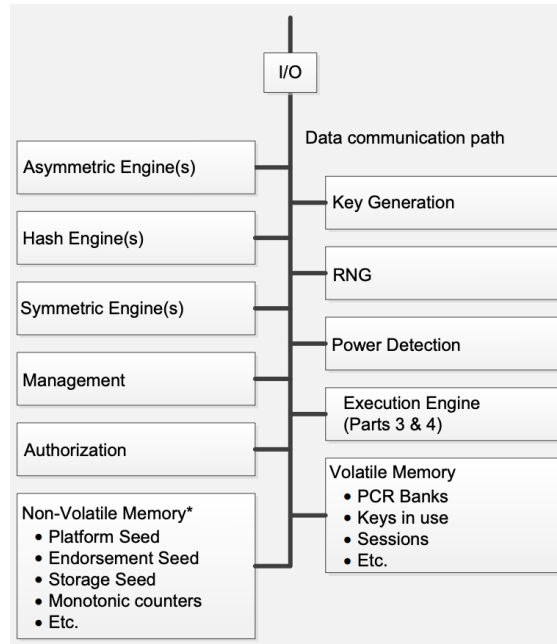 I/O
Data communication path
Asymmetric Engine(s)
Hash Engine(s)
Symmetric Engine(s)
Management
Authorization
Non-Volatile Memory*
• Platform Seed
• Endorsement Seed
• Storage Seed
• Monotonic counters
• Etc.
Key Generation
RNG
Power Detection
Execution Engine
(Parts 3 & 4)
Volatile Memory
• PCR Banks
• Keys in use
• Sessions
• Etc.